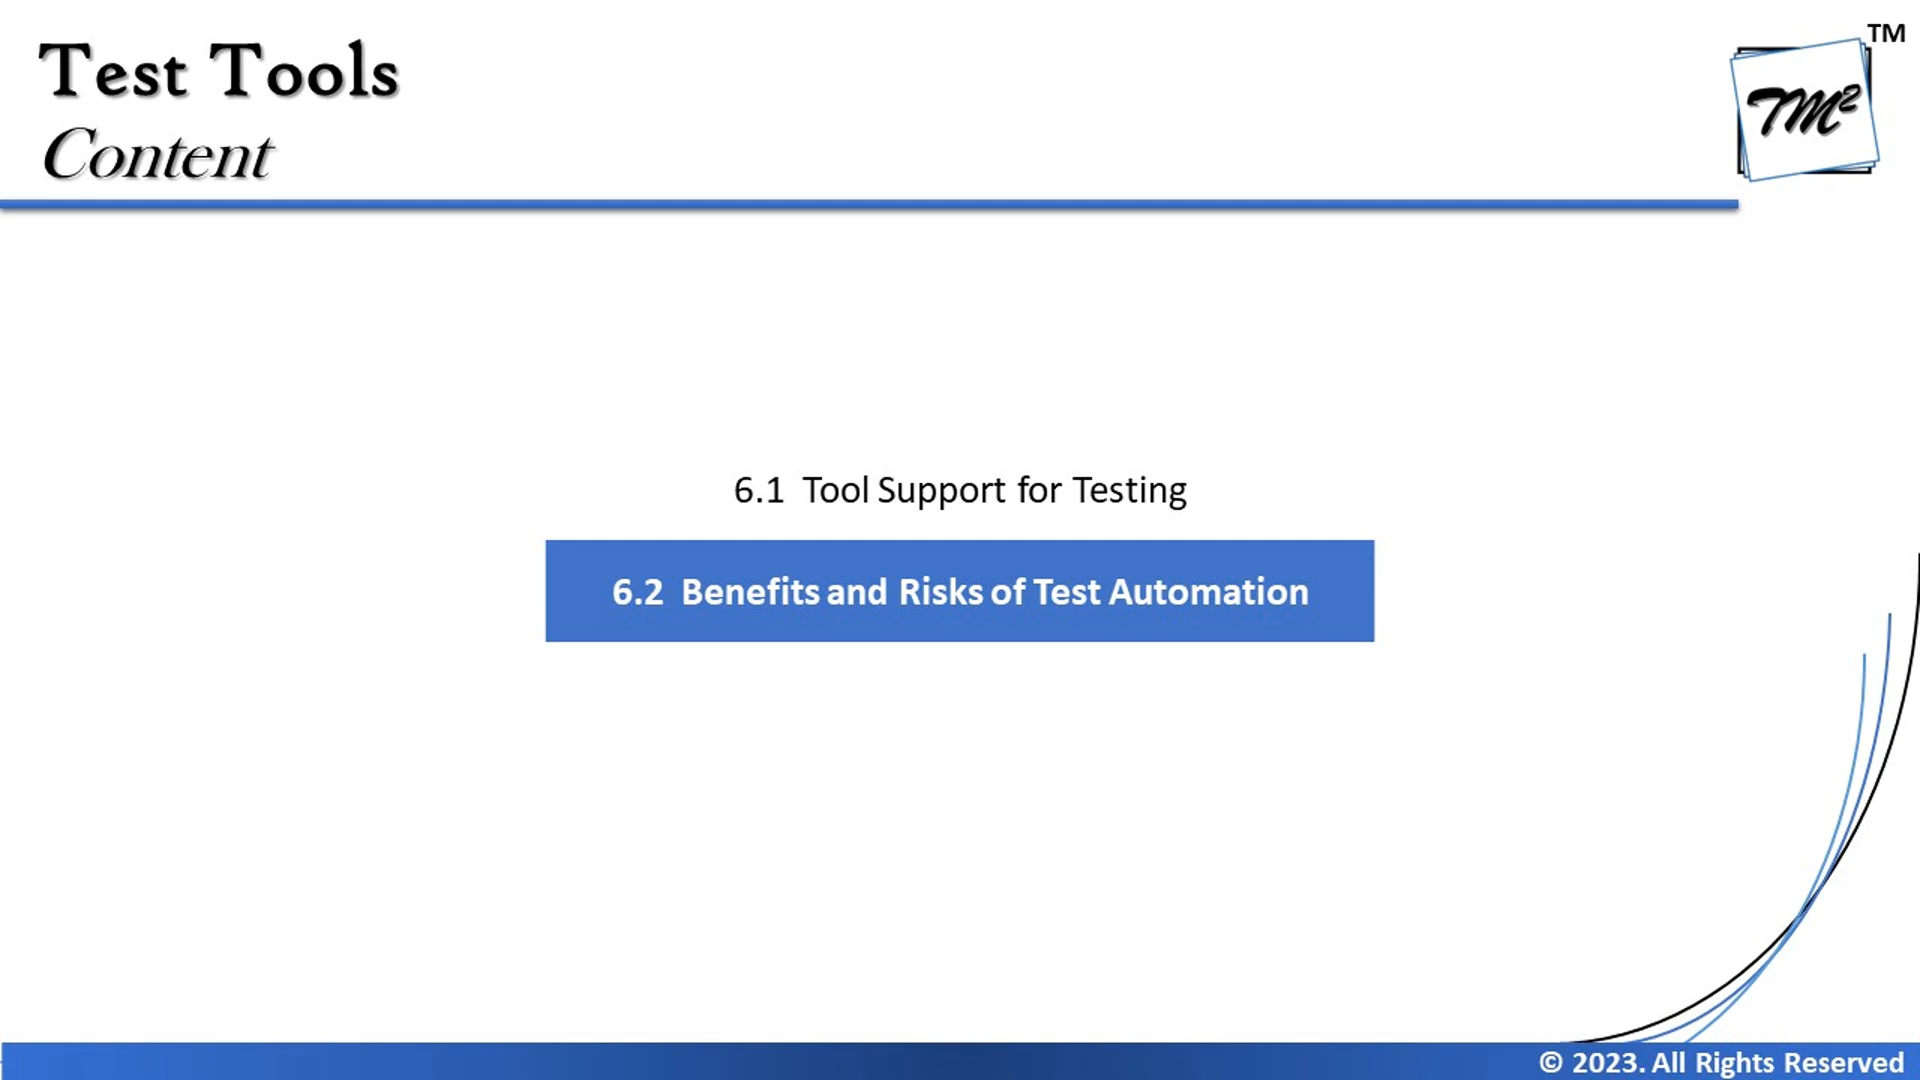 Test Tools
Content
TM
TM²
6.1 Tool Support for Testing
6.2 Benefits and Risks of Test Automation
© 2023. All Rights Reserved